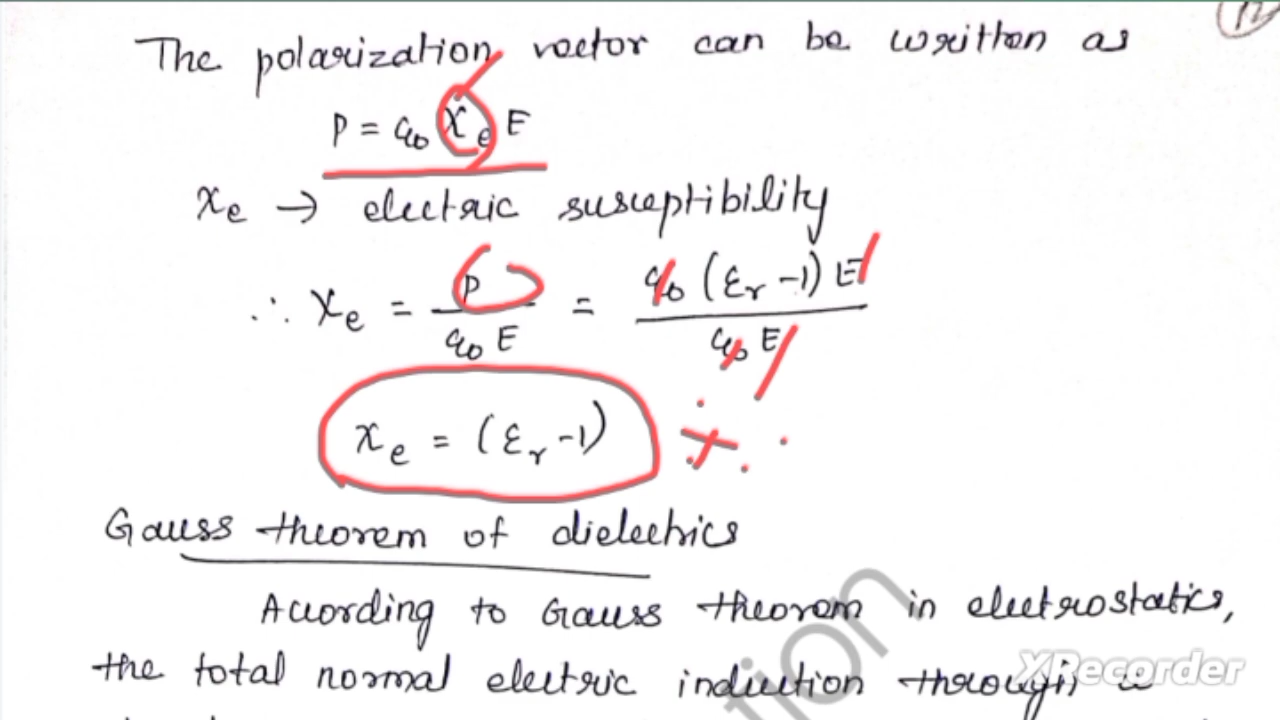 12
The polarization vector can be written as
P = ε₀ χₑ E
χₑ → electric susceptibility
∴ χₑ = P / ε₀ E = ε₀ (εᵣ -1) E / ε₀ E
χₑ = (εᵣ -1)
Gauss theorem of dielectrics
According to Gauss theorem in electrostatics,
the total normal electric induction through a
tion
XRecorder